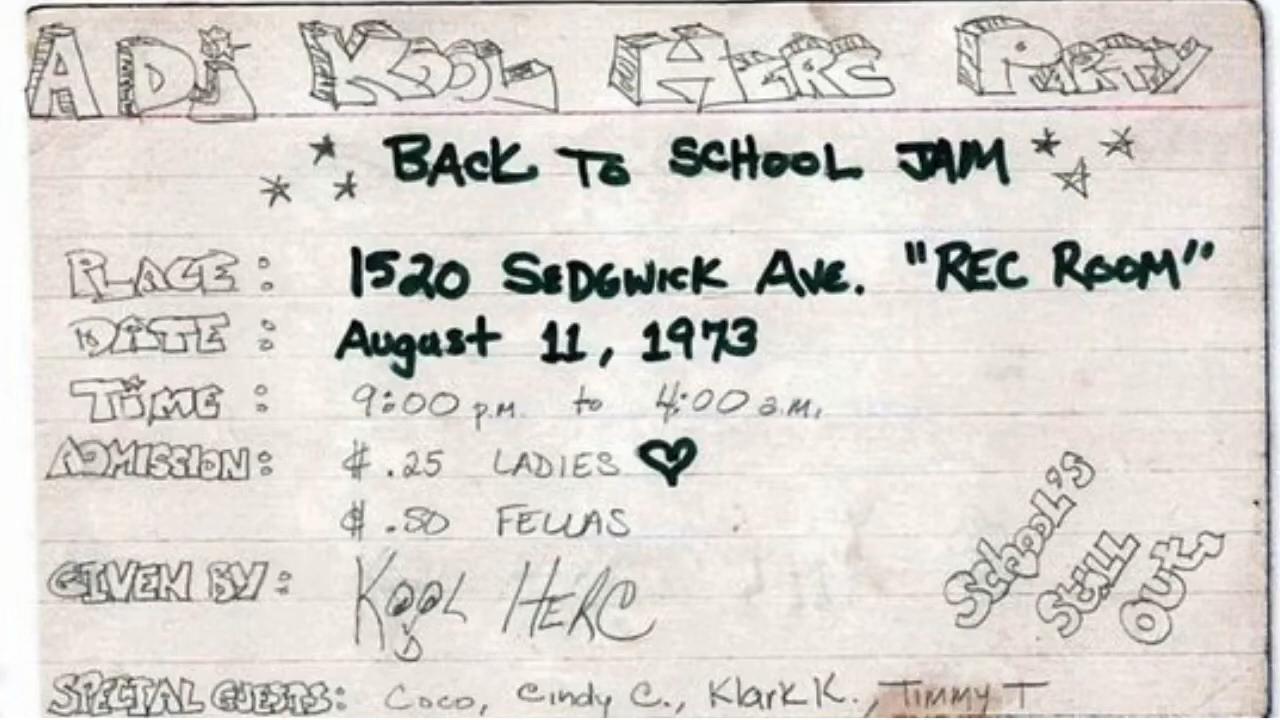 A DJ KOOL HERC PARTY
BACK TO SCHOOL JAM
PLACE: 1520 SEDGWICK AVE. "REC ROOM"
DATE: August 11, 1973
TIME: 9:00 p.m. to 4:00 a.m.
ADMISSION: $.25 LADIES
$.50 FELLAS
School's
Still
Out.
GIVEN BY: KOOL HERC
SPECIAL GUESTS: Coco, Cindy C., Klark K., Timmy T